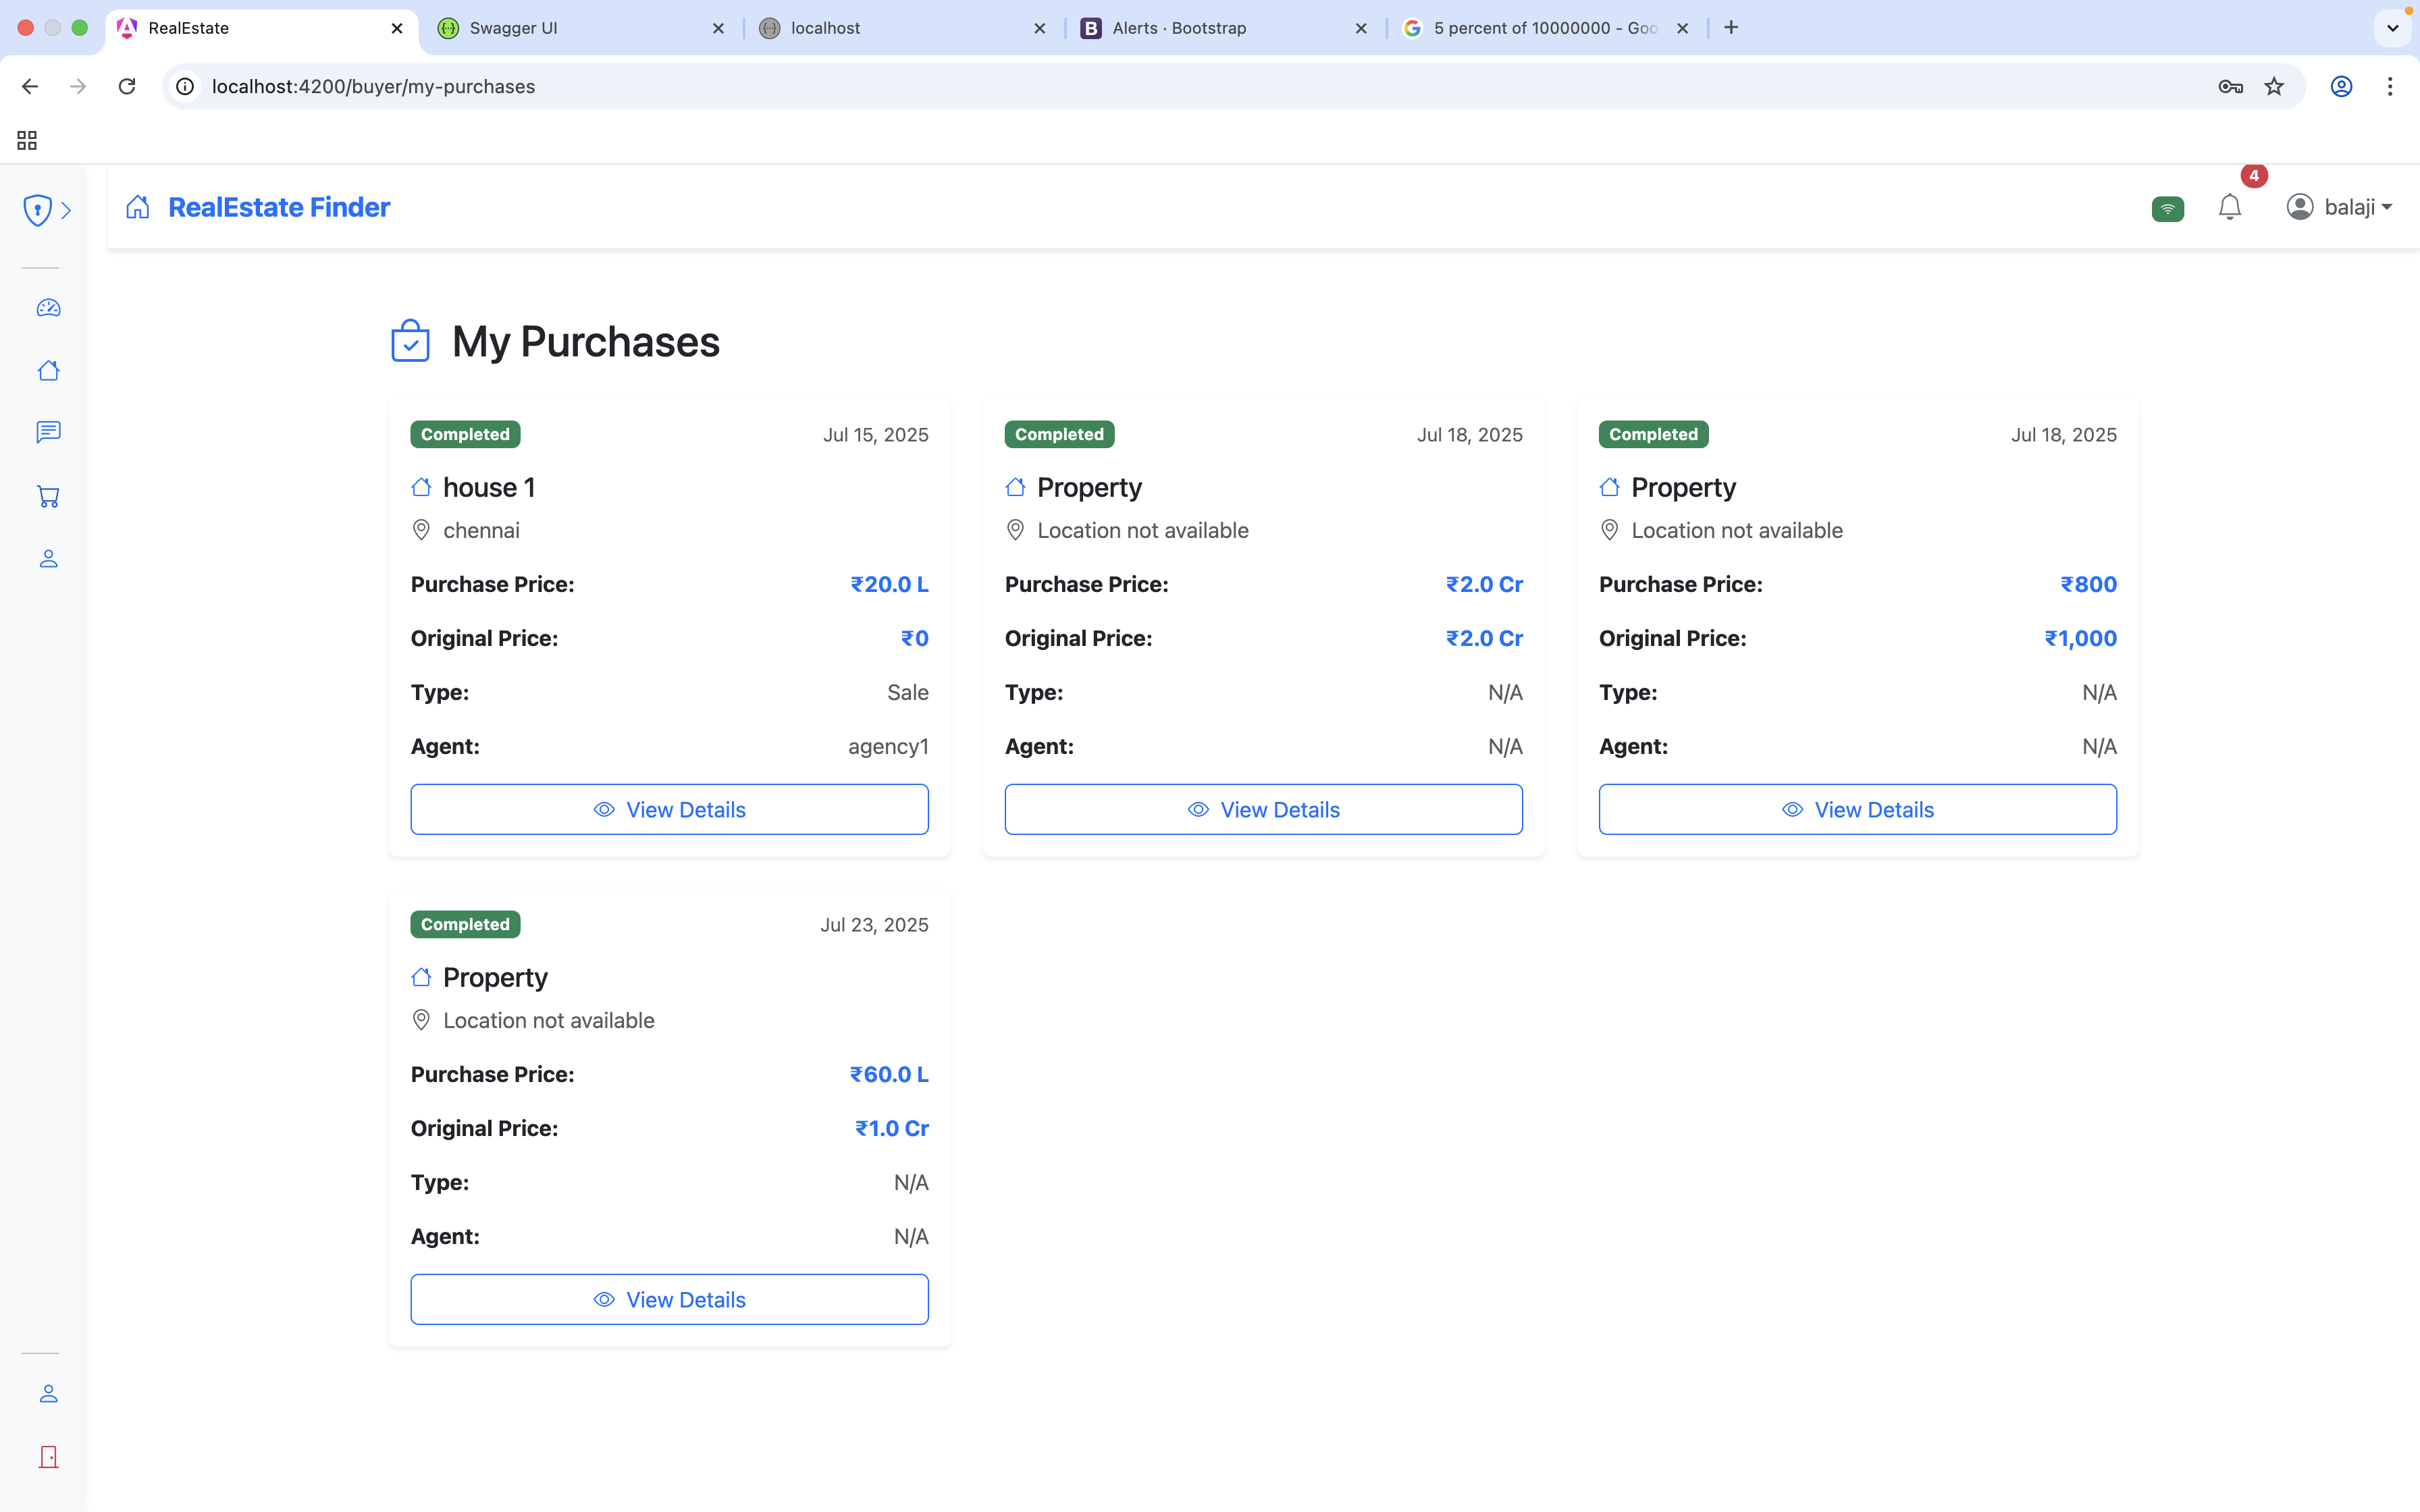 RealEstate
Swagger UI
localhost
Alerts · Bootstrap
5 percent of 10000000 - Goo
localhost:4200/buyer/my-purchases
RealEstate Finder
4
balaji
My Purchases
Completed
Jul 15, 2025
house 1
chennai
Purchase Price:
₹20.0 L
Original Price:
₹0
Type:
Sale
Agent:
agency1
View Details
Completed
Jul 18, 2025
Property
Location not available
Purchase Price:
₹2.0 Cr
Original Price:
₹2.0 Cr
Type:
N/A
Agent:
N/A
View Details
Completed
Jul 18, 2025
Property
Location not available
Purchase Price:
₹800
Original Price:
₹1,000
Type:
N/A
Agent:
N/A
View Details
Completed
Jul 23, 2025
Property
Location not available
Purchase Price:
₹60.0 L
Original Price:
₹1.0 Cr
Type:
N/A
Agent:
N/A
View Details